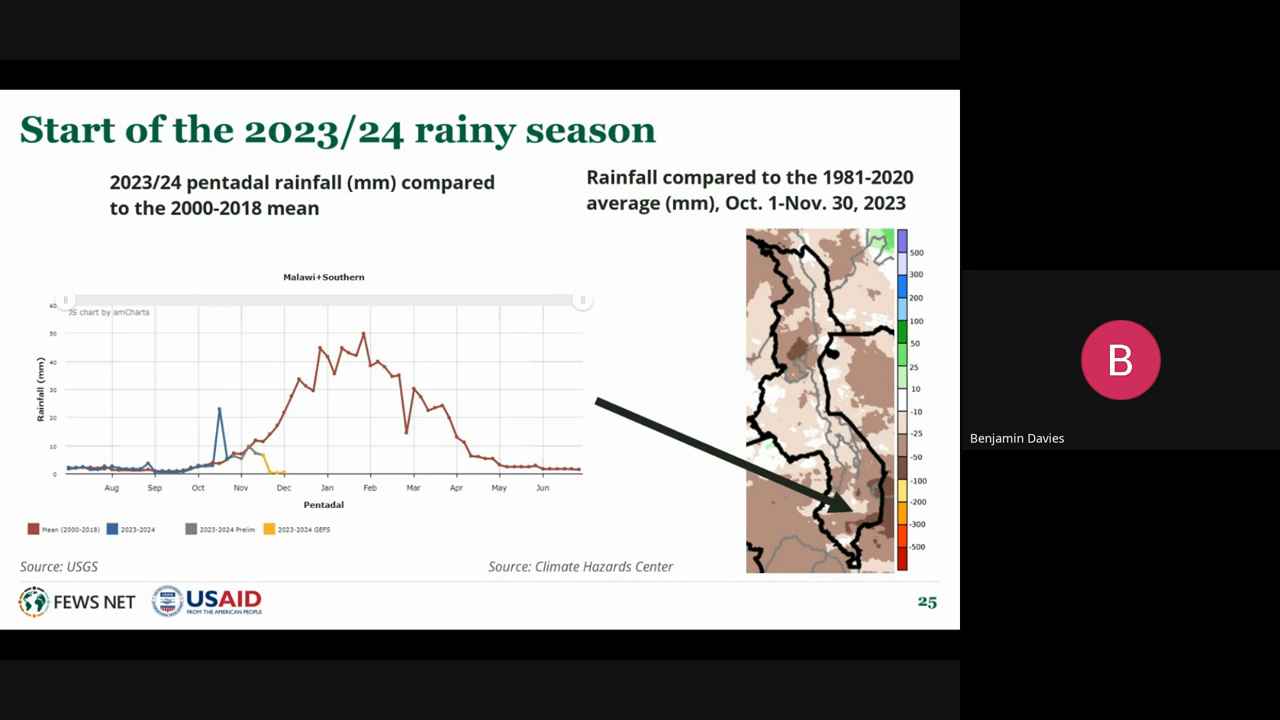 Start of the 2023/24 rainy season
2023/24 pentadal rainfall (mm) compared
to the 2000-2018 mean
Rainfall compared to the 1981-2020
average (mm), Oct. 1-Nov. 30, 2023
Malawi+Southern
JS chart by amCharts
60
50
40
30
20
10
0
Rainfall (mm)
Aug Sep Oct Nov Dec Jan Feb Mar Apr May Jun
Pentadal
Mean (2000-2018) 2023-2024 2023-2024 Prelim 2023-2024 GEFS
500
300
200
100
50
25
10
-10
-25
-50
-100
-200
-300
-500
Source: USGS
Source: Climate Hazards Center
FEWS NET
USAID
FROM THE AMERICAN PEOPLE
25
B
Benjamin Davies